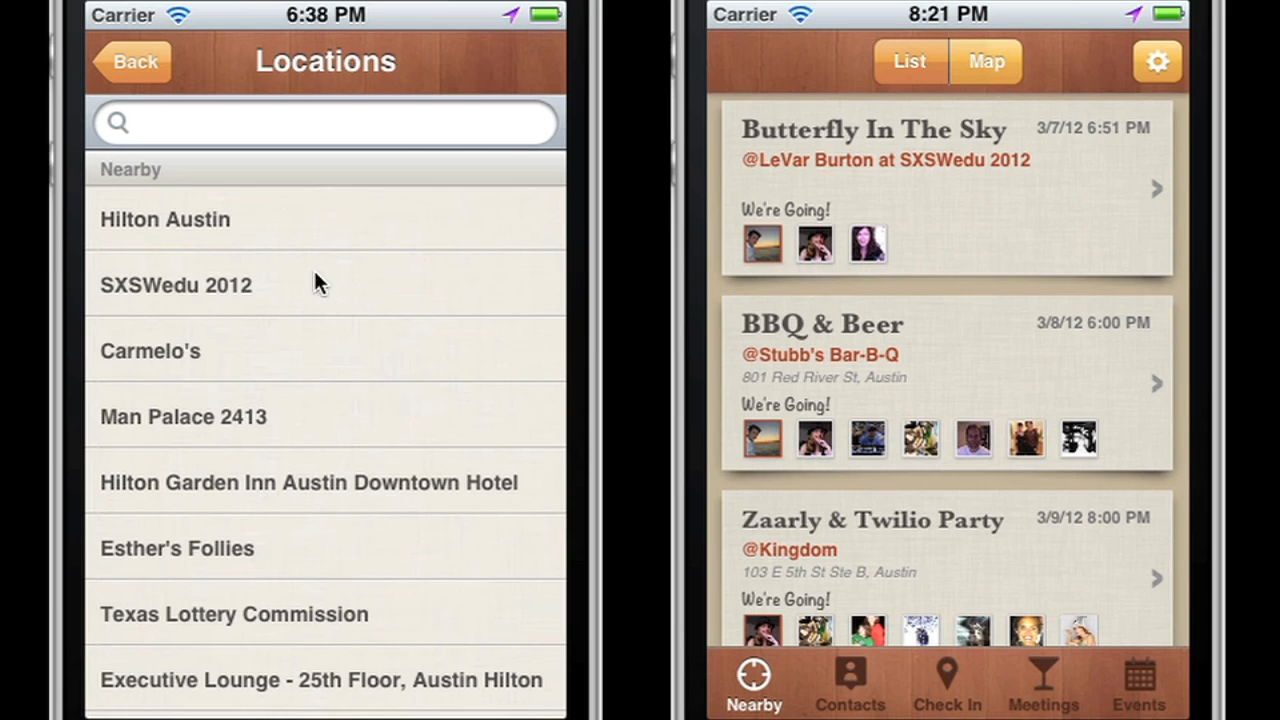 Carrier 6:38 PM
Back Locations
Nearby
Hilton Austin
SXSWedu 2012
Carmelo's
Man Palace 2413
Hilton Garden Inn Austin Downtown Hotel
Esther's Follies
Texas Lottery Commission
Executive Lounge - 25th Floor, Austin Hilton
Carrier 8:21 PM
List Map
Butterfly In The Sky 3/7/12 6:51 PM
@LeVar Burton at SXSWedu 2012
We're Going!
BBQ & Beer 3/8/12 6:00 PM
@Stubb's Bar-B-Q
801 Red River St, Austin
We're Going!
Zaarly & Twilio Party 3/9/12 8:00 PM
@Kingdom
103 E 5th St Ste B, Austin
We're Going!
Nearby Contacts Check In Meetings Events